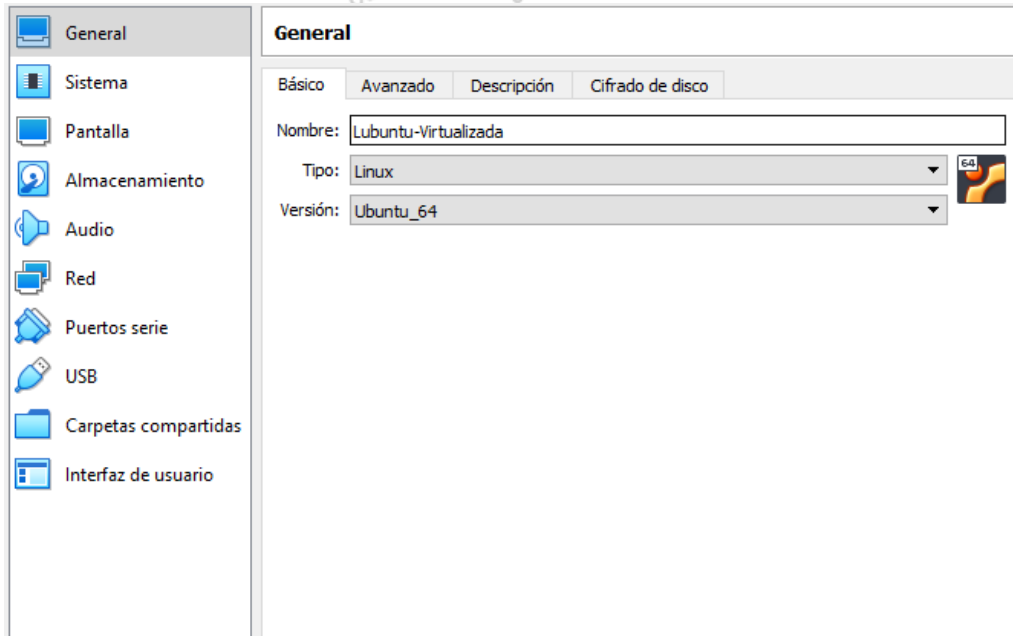 General
Sistema
Pantalla
Almacenamiento
Audio
Red
Puertos serie
USB
Carpetas compartidas
Interfaz de usuario
General
Básico Avanzado Descripción Cifrado de disco
Nombre: Lubuntu-Virtualizada
Tipo: Linux
64
Versión: Ubuntu_64